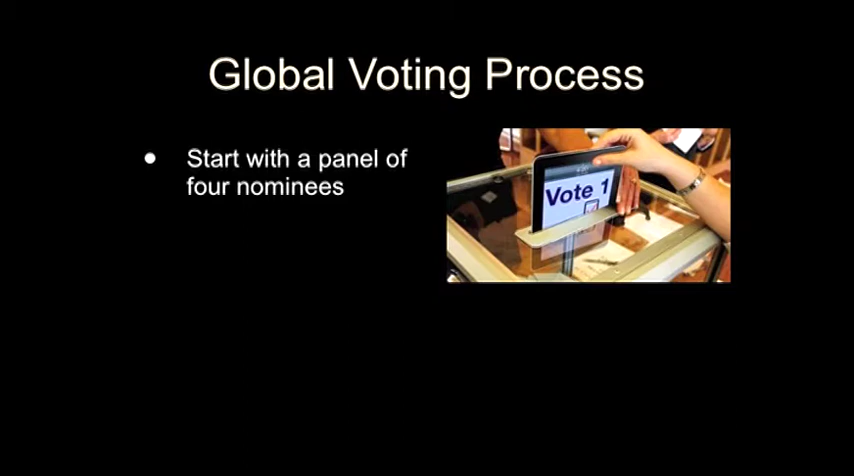 Global Voting Process
● Start with a panel of
four nominees
Vote 1